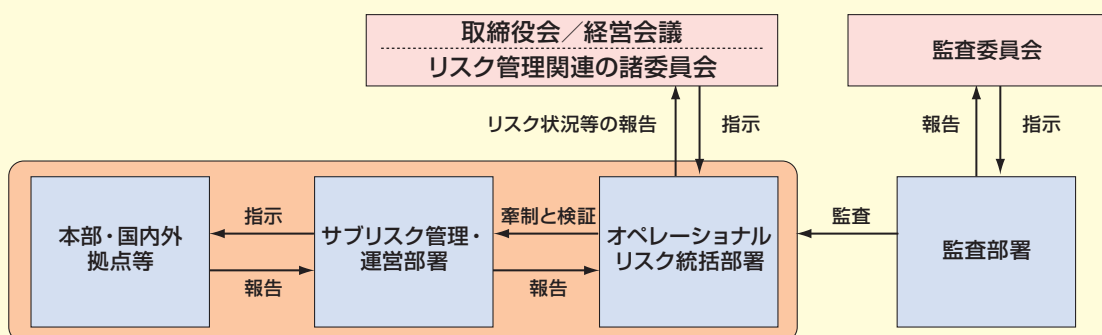 取締役会／経営会議
リスク管理関連の諸委員会
監査委員会
リスク状況等の報告
指示
報告
指示
本部・国内外
拠点等
指示
報告
サブリスク管理・
運営部署
牽制と検証
報告
オペレーショナル
リスク統括部署
監査
監査部署